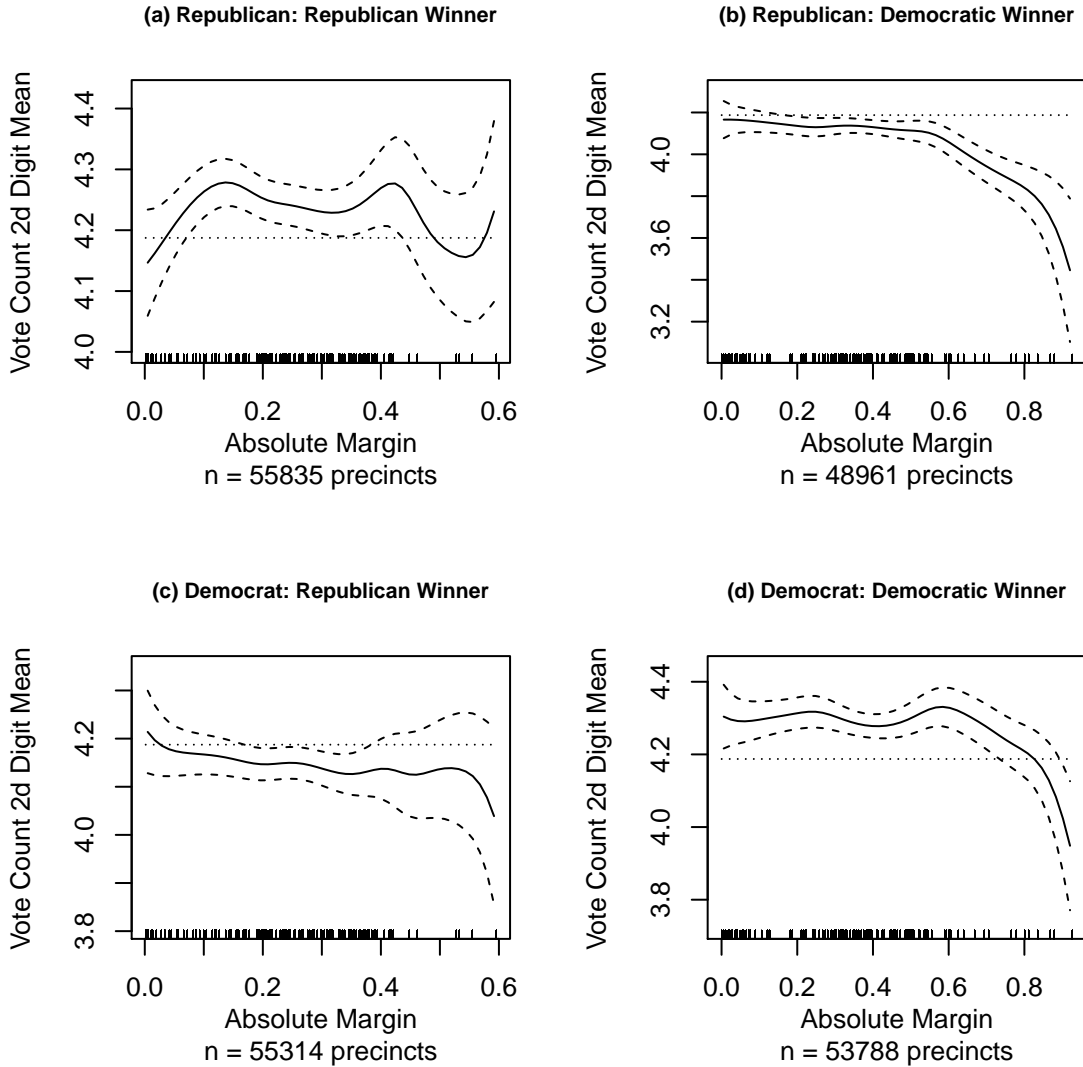 (a) Republican: Republican Winner
Vote Count 2d Digit Mean
4.0 4.1 4.2 4.3 4.4
0.0 0.2 0.4 0.6
Absolute Margin
n = 55835 precincts
(b) Republican: Democratic Winner
Vote Count 2d Digit Mean
3.2 3.6 4.0
0.0 0.2 0.4 0.6 0.8
Absolute Margin
n = 48961 precincts
(c) Democrat: Republican Winner
Vote Count 2d Digit Mean
3.8 4.0 4.2
0.0 0.2 0.4 0.6
Absolute Margin
n = 55314 precincts
(d) Democrat: Democratic Winner
Vote Count 2d Digit Mean
3.8 4.0 4.2 4.4
0.0 0.2 0.4 0.6 0.8
Absolute Margin
n = 53788 precincts